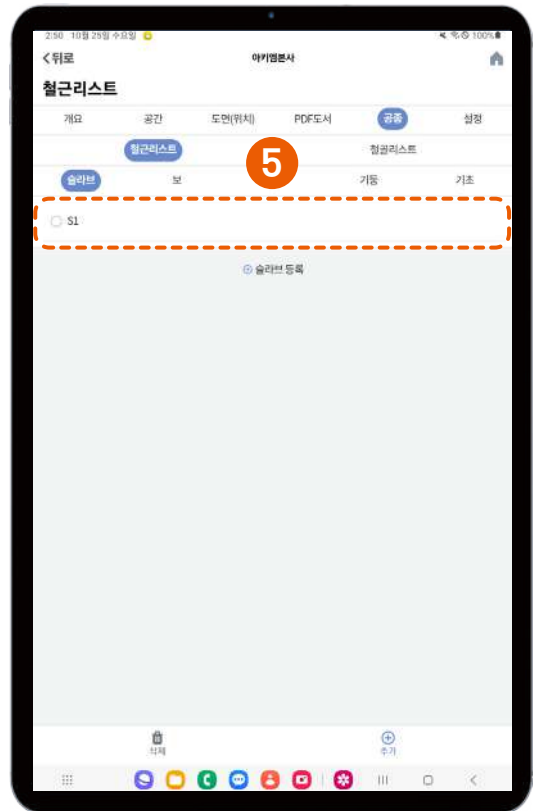 2:50 10월 25일 수요일 100%
<뒤로 아키엠본사
철근리스트
개요 공간 도면(위치) PDF도서 공종 설정
철근리스트 철골리스트
5
슬라브 보 기둥 기초
S1
슬라브 등록
삭제 추가